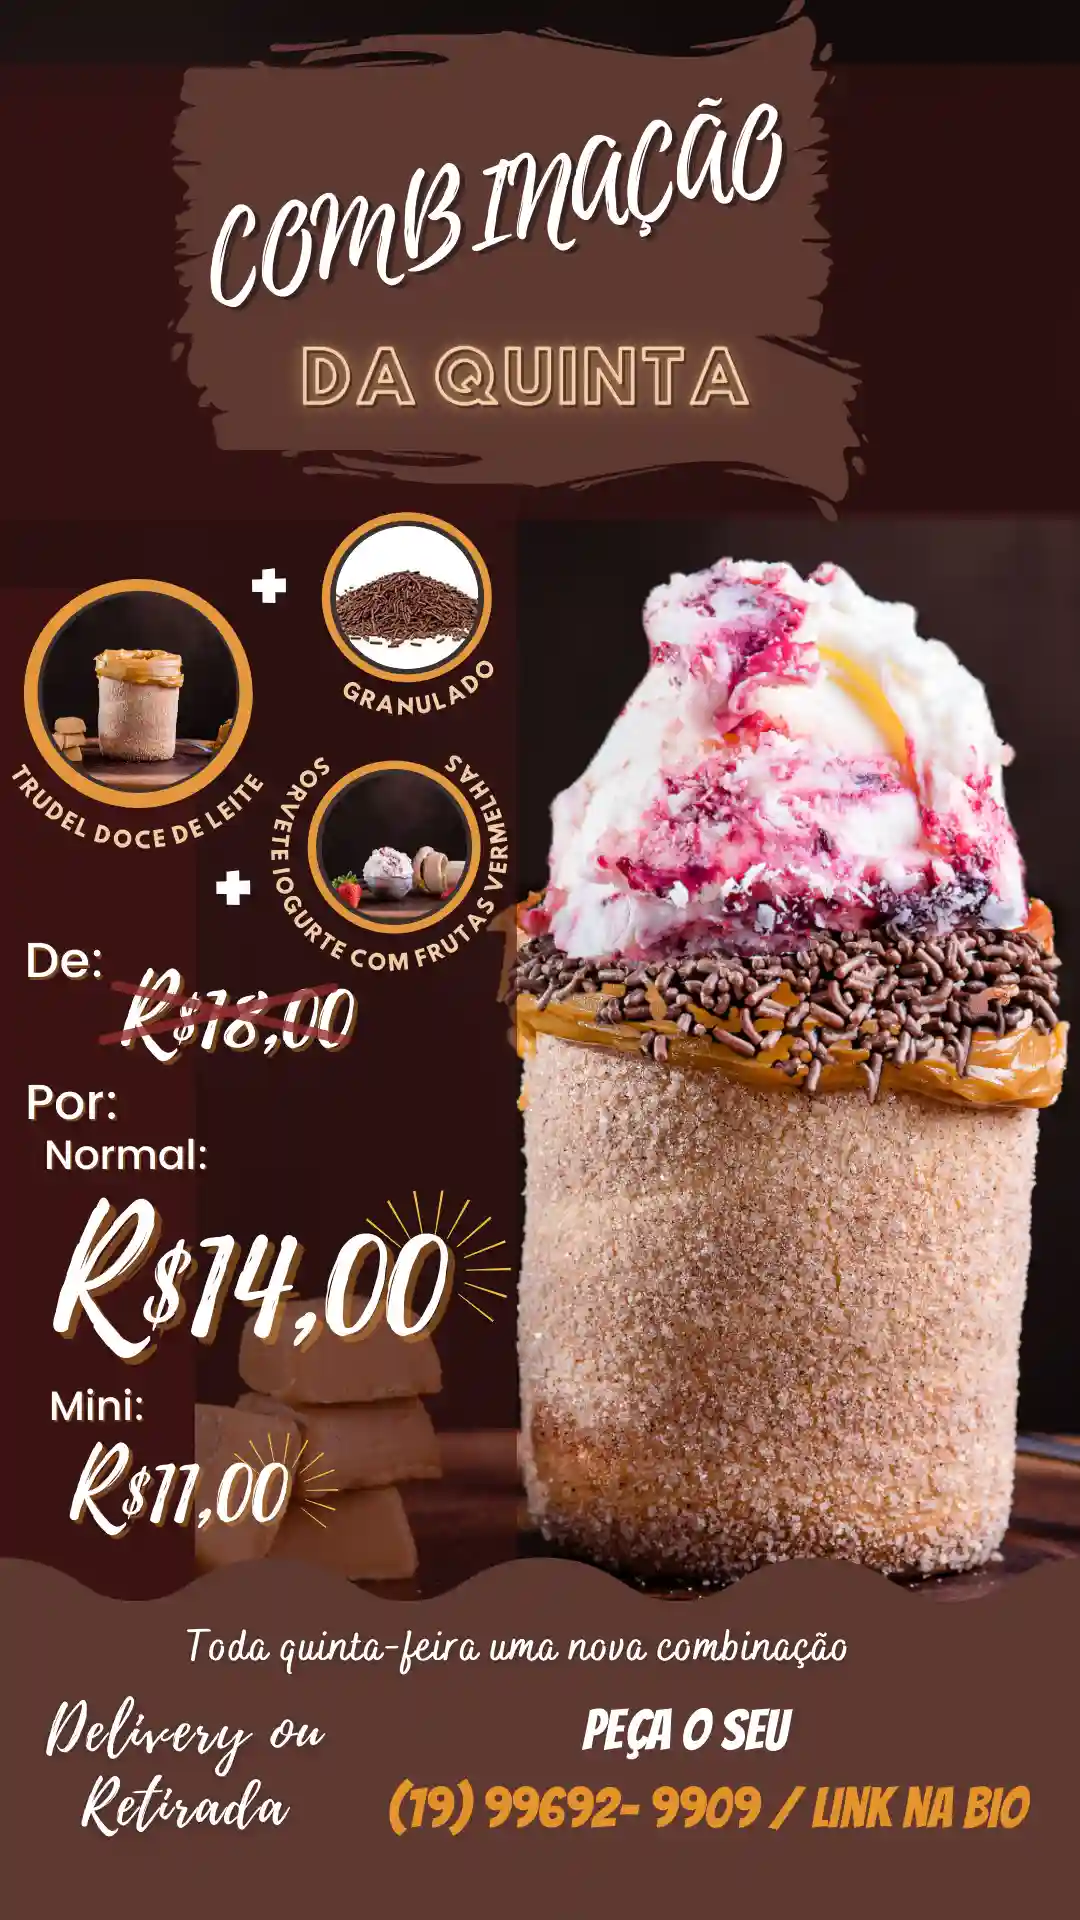 COMBINAÇÃO
DA QUINTA
GRANULADO
TRUDEL DOCE DE LEITE
SORVETE IOGURTE COM FRUTAS VERMELHAS
De:
R$18,00
Por:
Normal:
R$14,00
Mini:
R$11,00
Toda quinta-feira uma nova combinação
Delivery ou
Retirada
PEÇA O SEU
(19) 99692- 9909 / LINK NA BIO